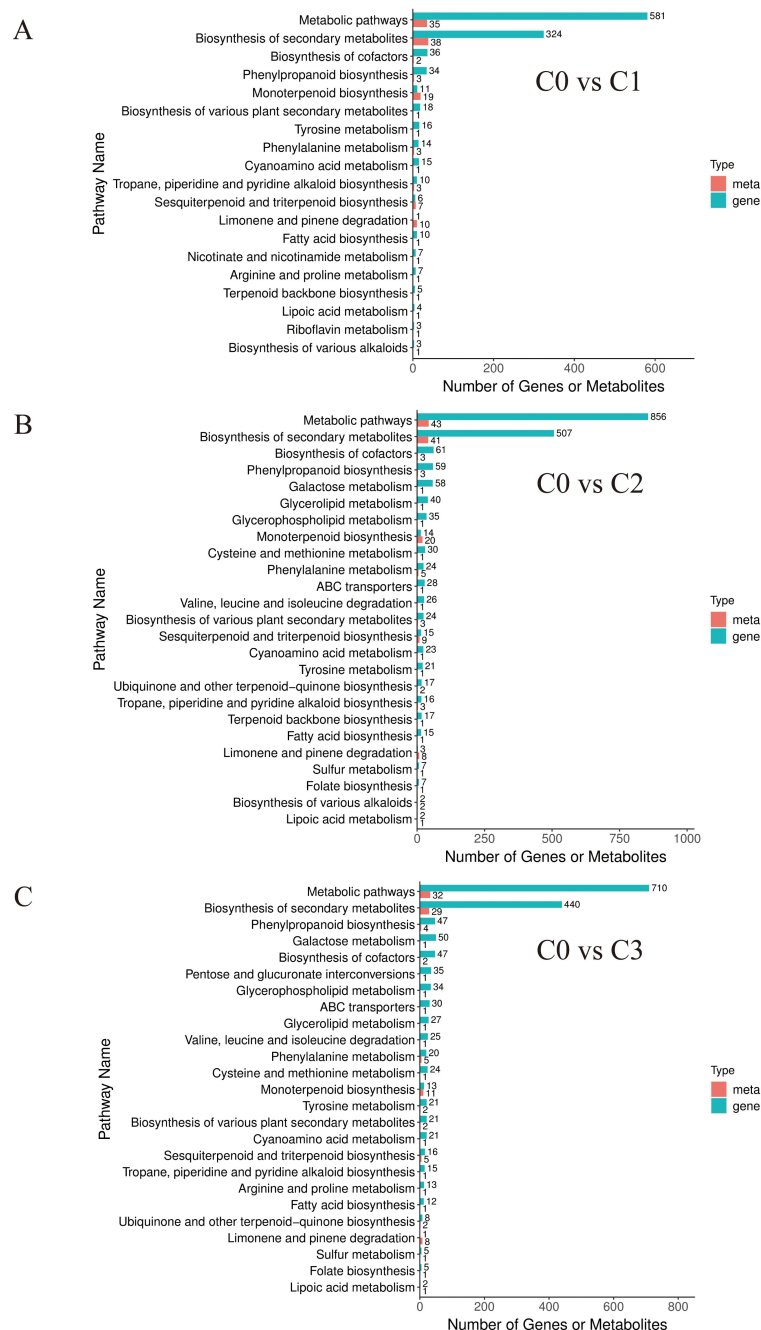 A
C0 vs C1
Pathway Name
Metabolic pathways 581 35
Biosynthesis of secondary metabolites 324 38
Biosynthesis of cofactors 36 2
Phenylpropanoid biosynthesis 34 3
Monoterpenoid biosynthesis 11 19
Biosynthesis of various plant secondary metabolites 18 1
Tyrosine metabolism 16 1
Phenylalanine metabolism 14 3
Cyanoamino acid metabolism 15 1
Tropane, piperidine and pyridine alkaloid biosynthesis 10 3
Sesquiterpenoid and triterpenoid biosynthesis 6 7
Limonene and pinene degradation 1 10
Fatty acid biosynthesis 10 1
Nicotinate and nicotinamide metabolism 7 1
Arginine and proline metabolism 7 1
Terpenoid backbone biosynthesis 5 1
Lipoic acid metabolism 4 1
Riboflavin metabolism 3 1
Biosynthesis of various alkaloids 3 1
0 200 400 600
Number of Genes or Metabolites
Type
meta
gene
B
C0 vs C2
Pathway Name
Metabolic pathways 856 43
Biosynthesis of secondary metabolites 507 41
Biosynthesis of cofactors 61 3
Phenylpropanoid biosynthesis 59 3
Galactose metabolism 58 1
Glycerolipid metabolism 40 1
Glycerophospholipid metabolism 35 1
Monoterpenoid biosynthesis 14 20
Cysteine and methionine metabolism 30 1
Phenylalanine metabolism 24 5
ABC transporters 28 1
Valine, leucine and isoleucine degradation 26 1
Biosynthesis of various plant secondary metabolites 24 3
Sesquiterpenoid and triterpenoid biosynthesis 15 9
Cyanoamino acid metabolism 23 1
Tyrosine metabolism 21 1
Ubiquinone and other terpenoid−quinone biosynthesis 17 2
Tropane, piperidine and pyridine alkaloid biosynthesis 16 3
Terpenoid backbone biosynthesis 17 1
Fatty acid biosynthesis 15 1
Limonene and pinene degradation 3 8
Sulfur metabolism 7 1
Folate biosynthesis 7 1
Biosynthesis of various alkaloids 2 2
Lipoic acid metabolism 2 1
0 250 500 750 1000
Number of Genes or Metabolites
Type
meta
gene
C
C0 vs C3
Pathway Name
Metabolic pathways 710 32
Biosynthesis of secondary metabolites 440 29
Phenylpropanoid biosynthesis 47 4
Galactose metabolism 50 1
Biosynthesis of cofactors 47 2
Pentose and glucuronate interconversions 35 1
Glycerophospholipid metabolism 34 1
ABC transporters 30 1
Glycerolipid metabolism 27 1
Valine, leucine and isoleucine degradation 25 1
Phenylalanine metabolism 20 5
Cysteine and methionine metabolism 24 1
Monoterpenoid biosynthesis 13 11
Tyrosine metabolism 21 2
Biosynthesis of various plant secondary metabolites 21 2
Cyanoamino acid metabolism 21 1
Sesquiterpenoid and triterpenoid biosynthesis 16 5
Tropane, piperidine and pyridine alkaloid biosynthesis 15 1
Arginine and proline metabolism 13 1
Fatty acid biosynthesis 12 1
Ubiquinone and other terpenoid−quinone biosynthesis 8 2
Limonene and pinene degradation 1 8
Sulfur metabolism 5 1
Folate biosynthesis 5 1
Lipoic acid metabolism 2 1
0 200 400 600 800
Number of Genes or Metabolites
Type
meta
gene